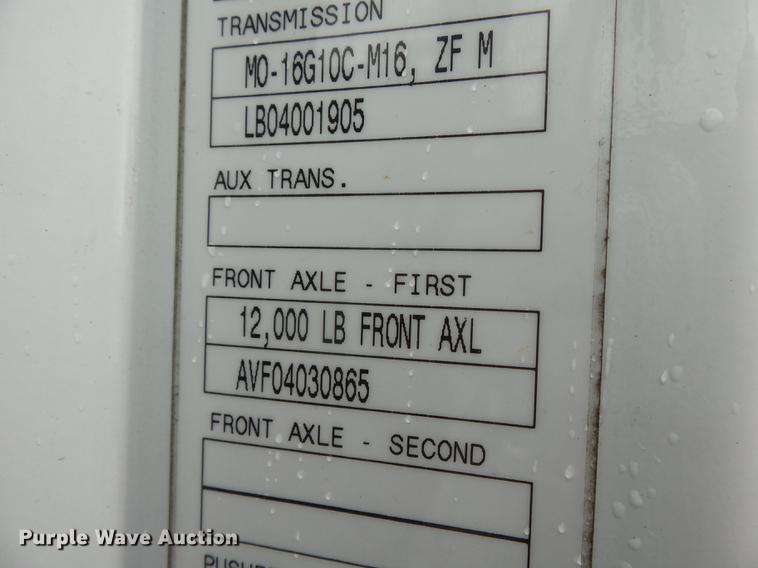 TRANSMISSION
MO-16G10C-M16, ZF M
LB04001905
AUX TRANS.
FRONT AXLE - FIRST
12,000 LB FRONT AXL
AVF04030865
FRONT AXLE - SECOND
Purple Wave Auction